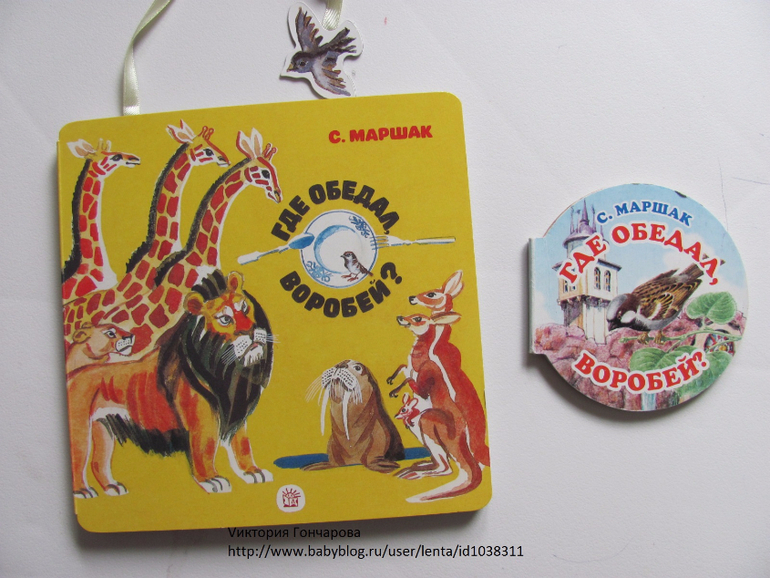 С. МАРШАК
ГДЕ ОБЕДАЛ,
ВОРОБЕЙ?
С. МАРШАК
ГДЕ ОБЕДАЛ,
ВОРОБЕЙ?
Виктория Гончарова
http://www.babyblog.ru/user/lenta/id1038311